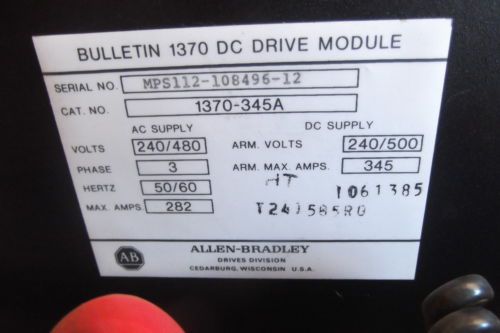 BULLETIN 1370 DC DRIVE MODULE
SERIAL NO. MPS112-108496-12
CAT. NO. 1370-345A
AC SUPPLY DC SUPPLY
VOLTS 240/480 ARM. VOLTS 240/500
PHASE 3 ARM. MAX. AMPS. 345
HERTZ 50/60 HT 1061385
MAX. AMPS 282
AB ALLEN-BRADLEY
DRIVES DIVISION
CEDARBURG, WISCONSIN U.S.A.